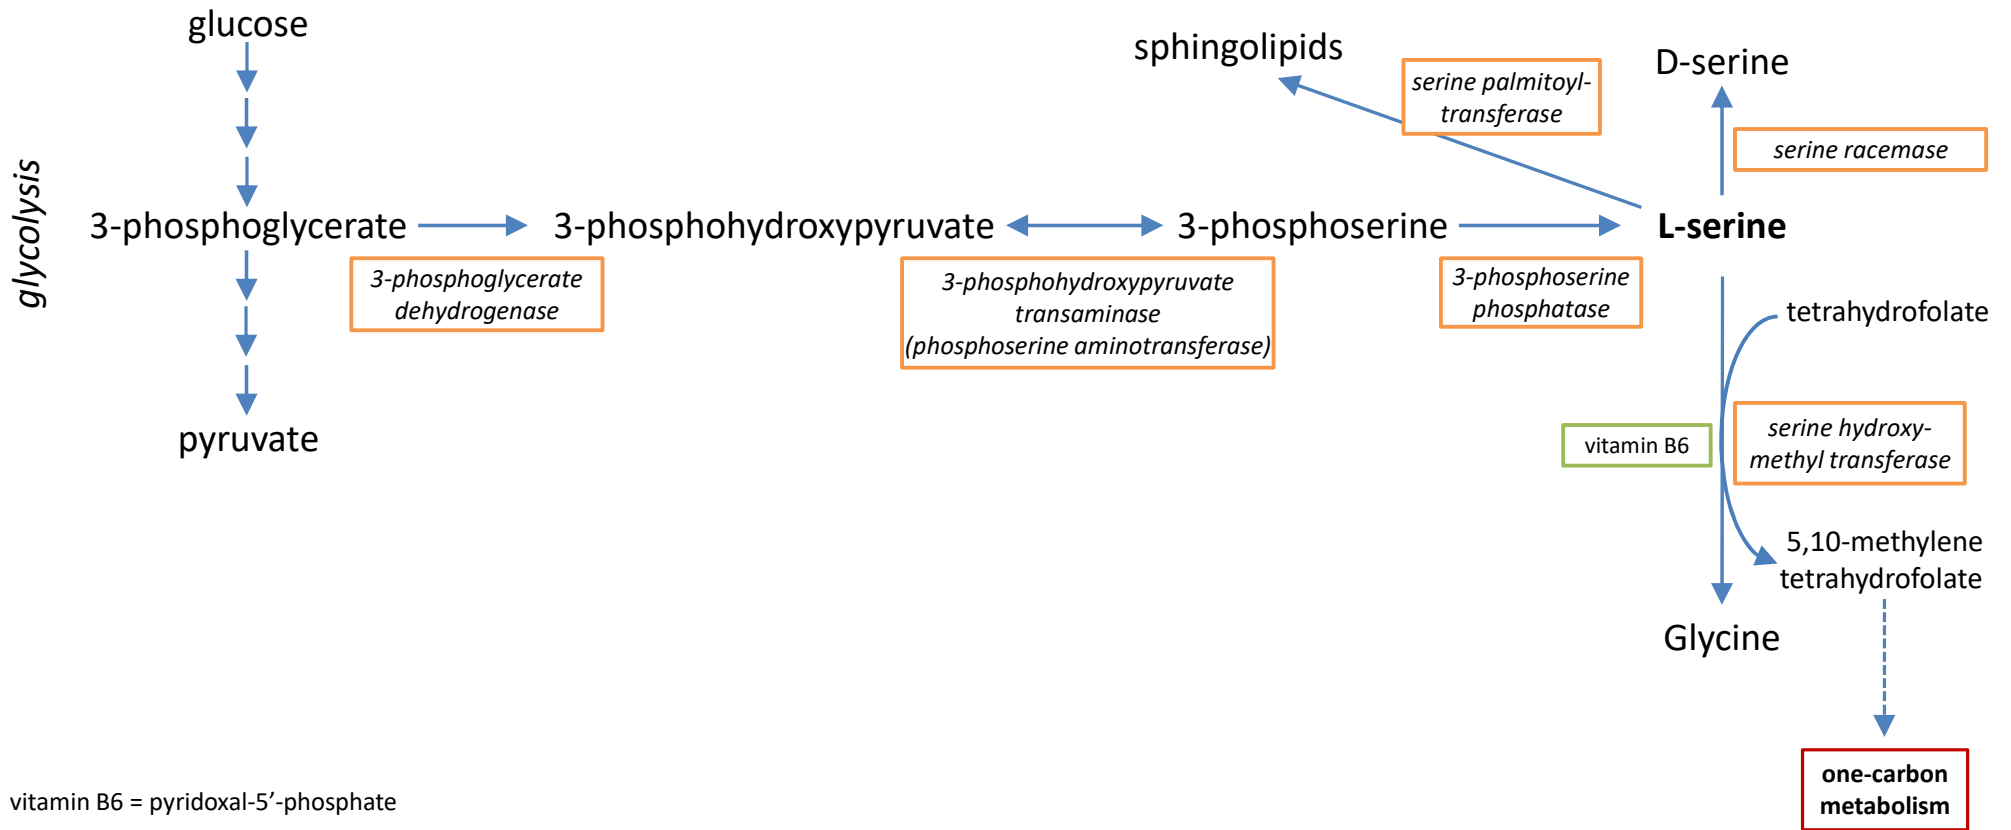 glucose
sphingolipids
D-serine
serine palmitoyl-
transferase
serine racemase
glycolysis
3-phosphoglycerate
3-phosphohydroxypyruvate
3-phosphoserine
L-serine
3-phosphoglycerate
dehydrogenase
3-phosphohydroxypyruvate
transaminase
(phosphoserine aminotransferase)
3-phosphoserine
phosphatase
tetrahydrofolate
pyruvate
vitamin B6
serine hydroxy-
methyl transferase
5,10-methylene
tetrahydrofolate
Glycine
one-carbon
metabolism
vitamin B6 = pyridoxal-5’-phosphate